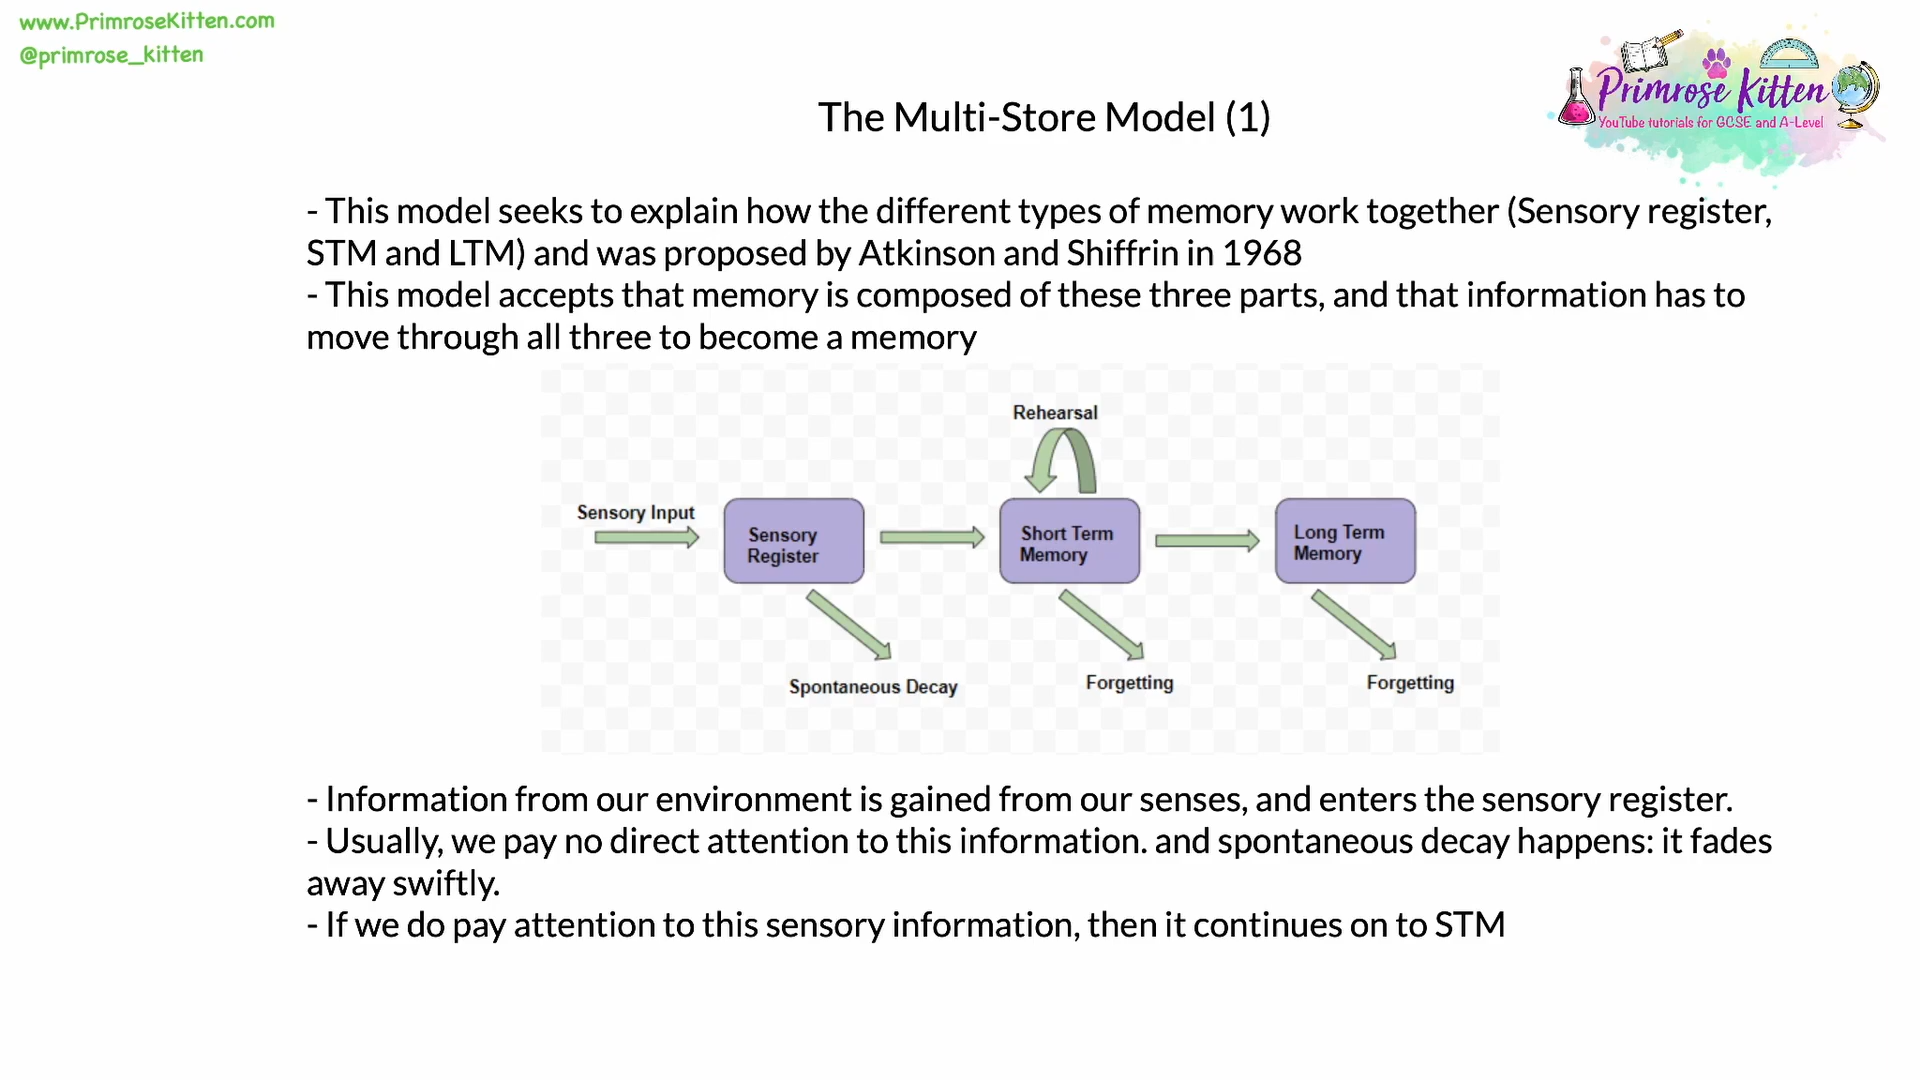 www.PrimroseKitten.com
@primrose_kitten
Primrose Kitten
YouTube tutorials for GCSE and A-Level
The Multi-Store Model (1)
- This model seeks to explain how the different types of memory work together (Sensory register,
STM and LTM) and was proposed by Atkinson and Shiffrin in 1968
- This model accepts that memory is composed of these three parts, and that information has to
move through all three to become a memory
Rehearsal
Sensory Input
Sensory
Register
Short Term
Memory
Long Term
Memory
Spontaneous Decay
Forgetting
Forgetting
- Information from our environment is gained from our senses, and enters the sensory register.
- Usually, we pay no direct attention to this information. and spontaneous decay happens: it fades
away swiftly.
- If we do pay attention to this sensory information, then it continues on to STM